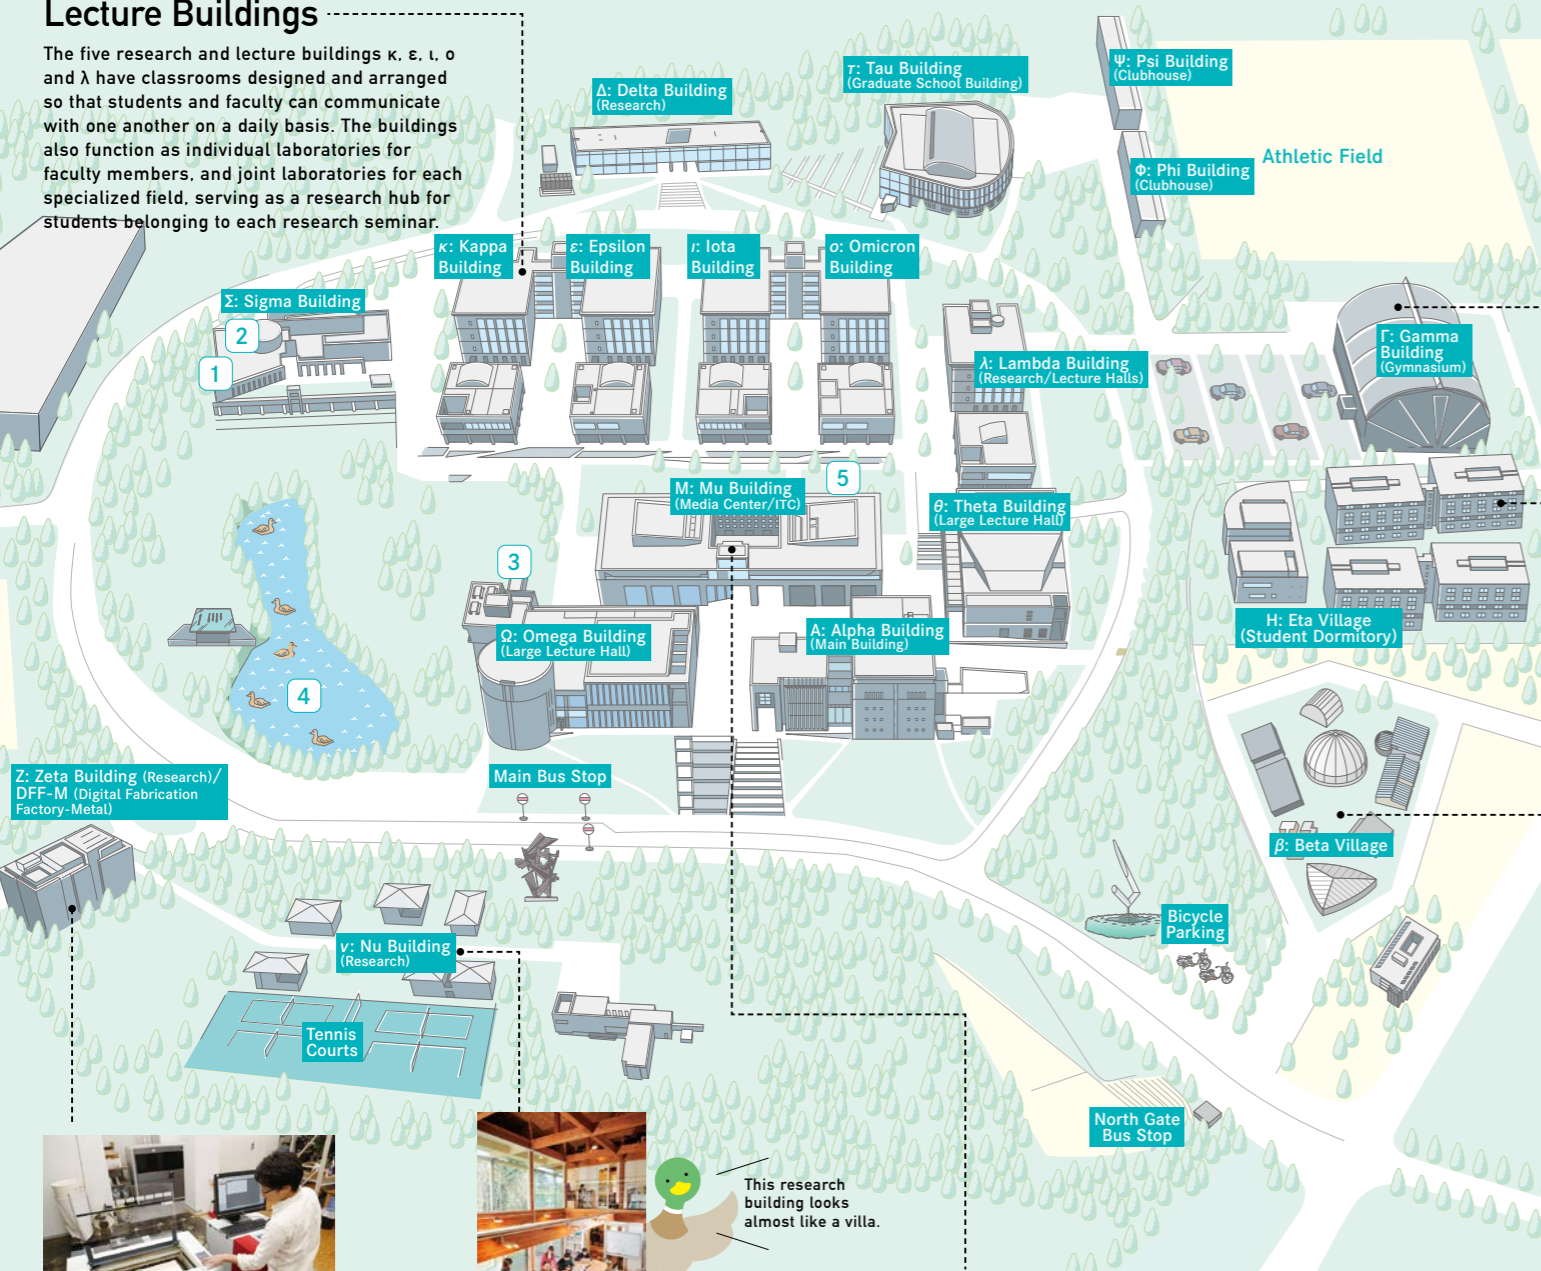 Lecture Buildings
The five research and lecture buildings κ, ε, ι, ο
and λ have classrooms designed and arranged
so that students and faculty can communicate
with one another on a daily basis. The buildings
also function as individual laboratories for
faculty members, and joint laboratories for each
specialized field, serving as a research hub for
students belonging to each research seminar.
Δ: Delta Building
(Research)
τ: Tau Building
(Graduate School Building)
Ψ: Psi Building
(Clubhouse)
Athletic Field
Φ: Phi Building
(Clubhouse)
κ: Kappa
Building
ε: Epsilon
Building
ι: Iota
Building
ο: Omicron
Building
Σ: Sigma Building
2
1
λ: Lambda Building
(Research/Lecture Halls)
Γ: Gamma
Building
(Gymnasium)
5
M: Mu Building
(Media Center/ITC)
θ: Theta Building
(Large Lecture Hall)
3
Ω: Omega Building
(Large Lecture Hall)
A: Alpha Building
(Main Building)
H: Eta Village
(Student Dormitory)
4
Z: Zeta Building (Research)/
DFF-M (Digital Fabrication
Factory-Metal)
Main Bus Stop
β: Beta Village
Bicycle
Parking
ν: Nu Building
(Research)
Tennis
Courts
North Gate
Bus Stop
This research
building looks
almost like a villa.